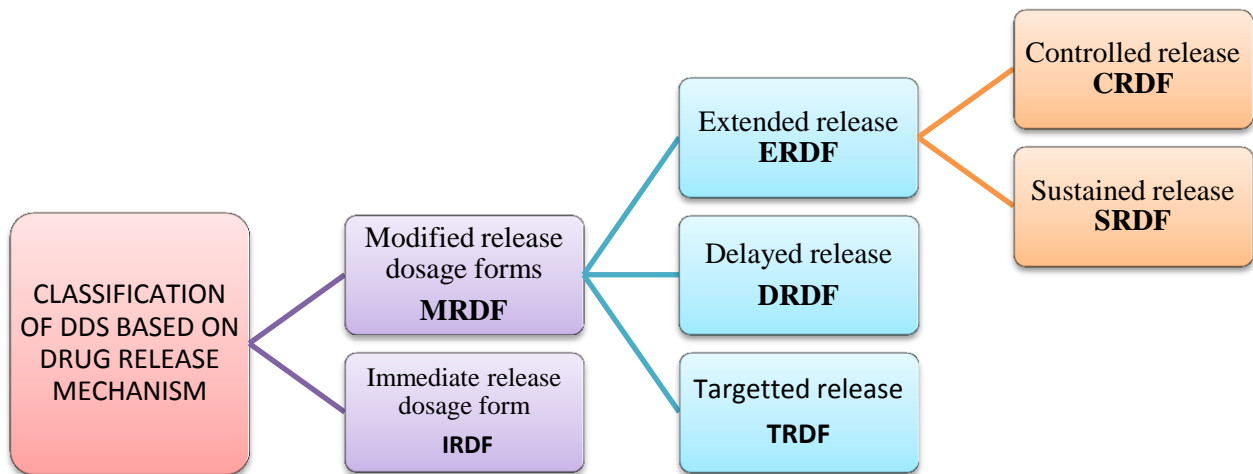 CLASSIFICATION
OF DDS BASED ON
DRUG RELEASE
MECHANISM
Modified release
dosage forms
MRDF
Immediate release
dosage form
IRDF
Extended release
ERDF
Delayed release
DRDF
Targetted release
TRDF
Controlled release
CRDF
Sustained release
SRDF